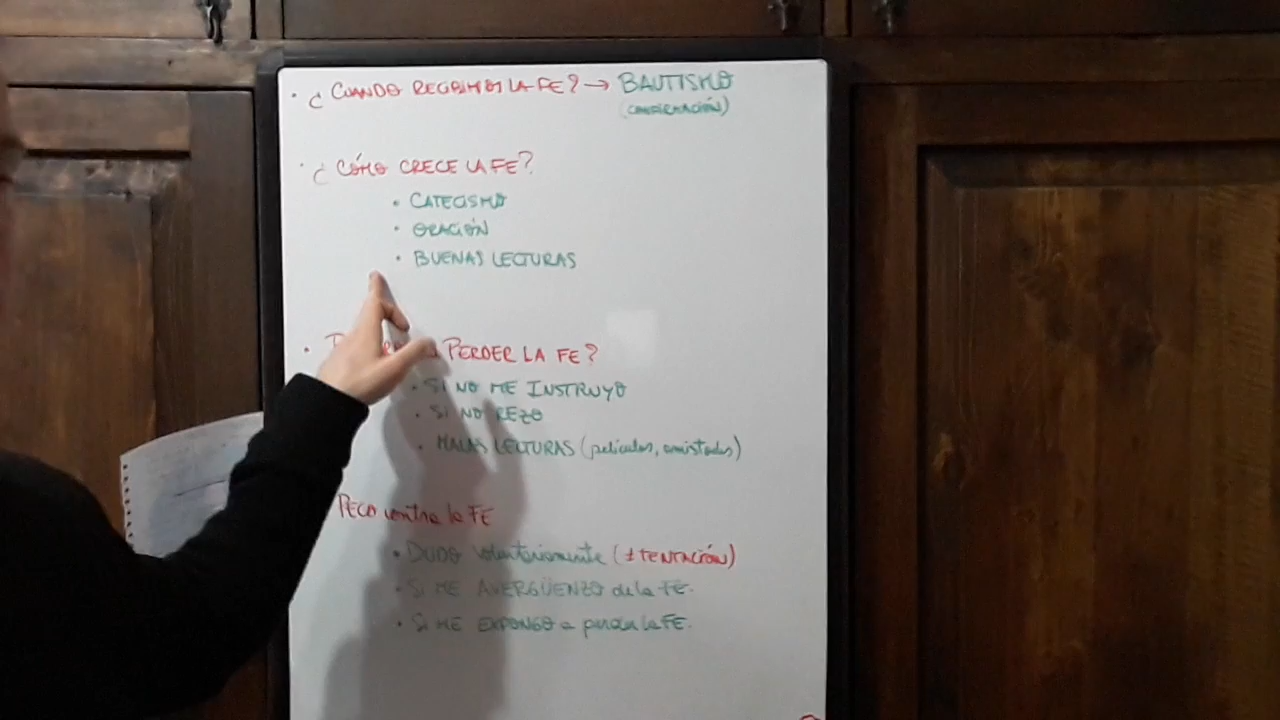 · ¿ CUANDO RECIBIMOS LA FE? → BAUTISMO
(CONFIRMACIÓN)
· ¿ CÓMO CRECE LA FE?
· CATECISMO
· ORACIÓN
· BUENAS LECTURAS
· PERDER LA FE?
· SI NO ME INSTRUYO
· SI NO REZO
· MALAS LECTURAS (películas, amistades)
PECO contra la FE
· DUDO voluntariamente (≠ TENTACIÓN)
· SI ME AVERGÜENZO de la FE.
· SI ME EXPONGO a perder la FE.